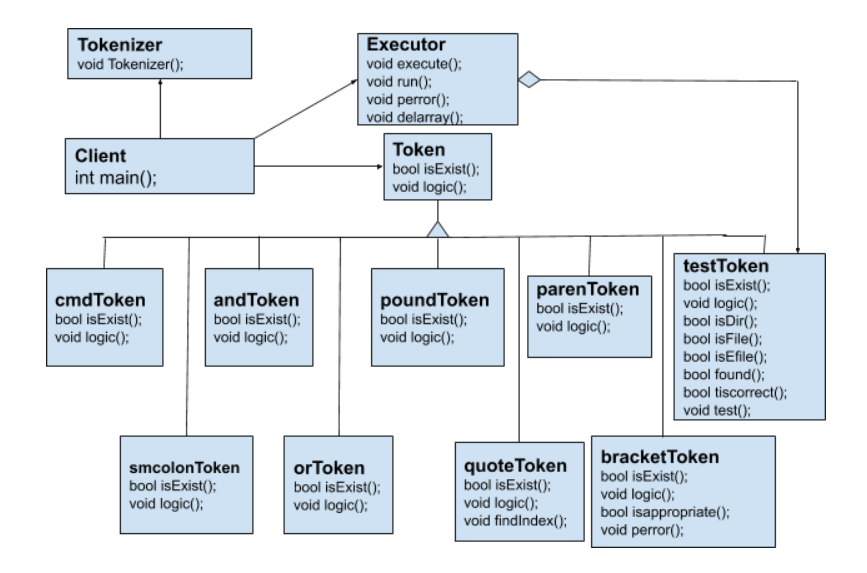 Tokenizer
void Tokenizer();
Executor
void execute();
void run();
void perror();
void delarray();
Client
int main();
Token
bool isExist();
void logic();
cmdToken
bool isExist();
void logic();
andToken
bool isExist();
void logic();
poundToken
bool isExist();
void logic();
parenToken
bool isExist();
void logic();
testToken
bool isExist();
void logic();
bool isDir();
bool isFile();
bool isEfile();
bool found();
bool tiscorrect();
void test();
smcolonToken
bool isExist();
void logic();
orToken
bool isExist();
void logic();
quoteToken
bool isExist();
void logic();
void findIndex();
bracketToken
bool isExist();
void logic();
bool isappropriate();
void perror();